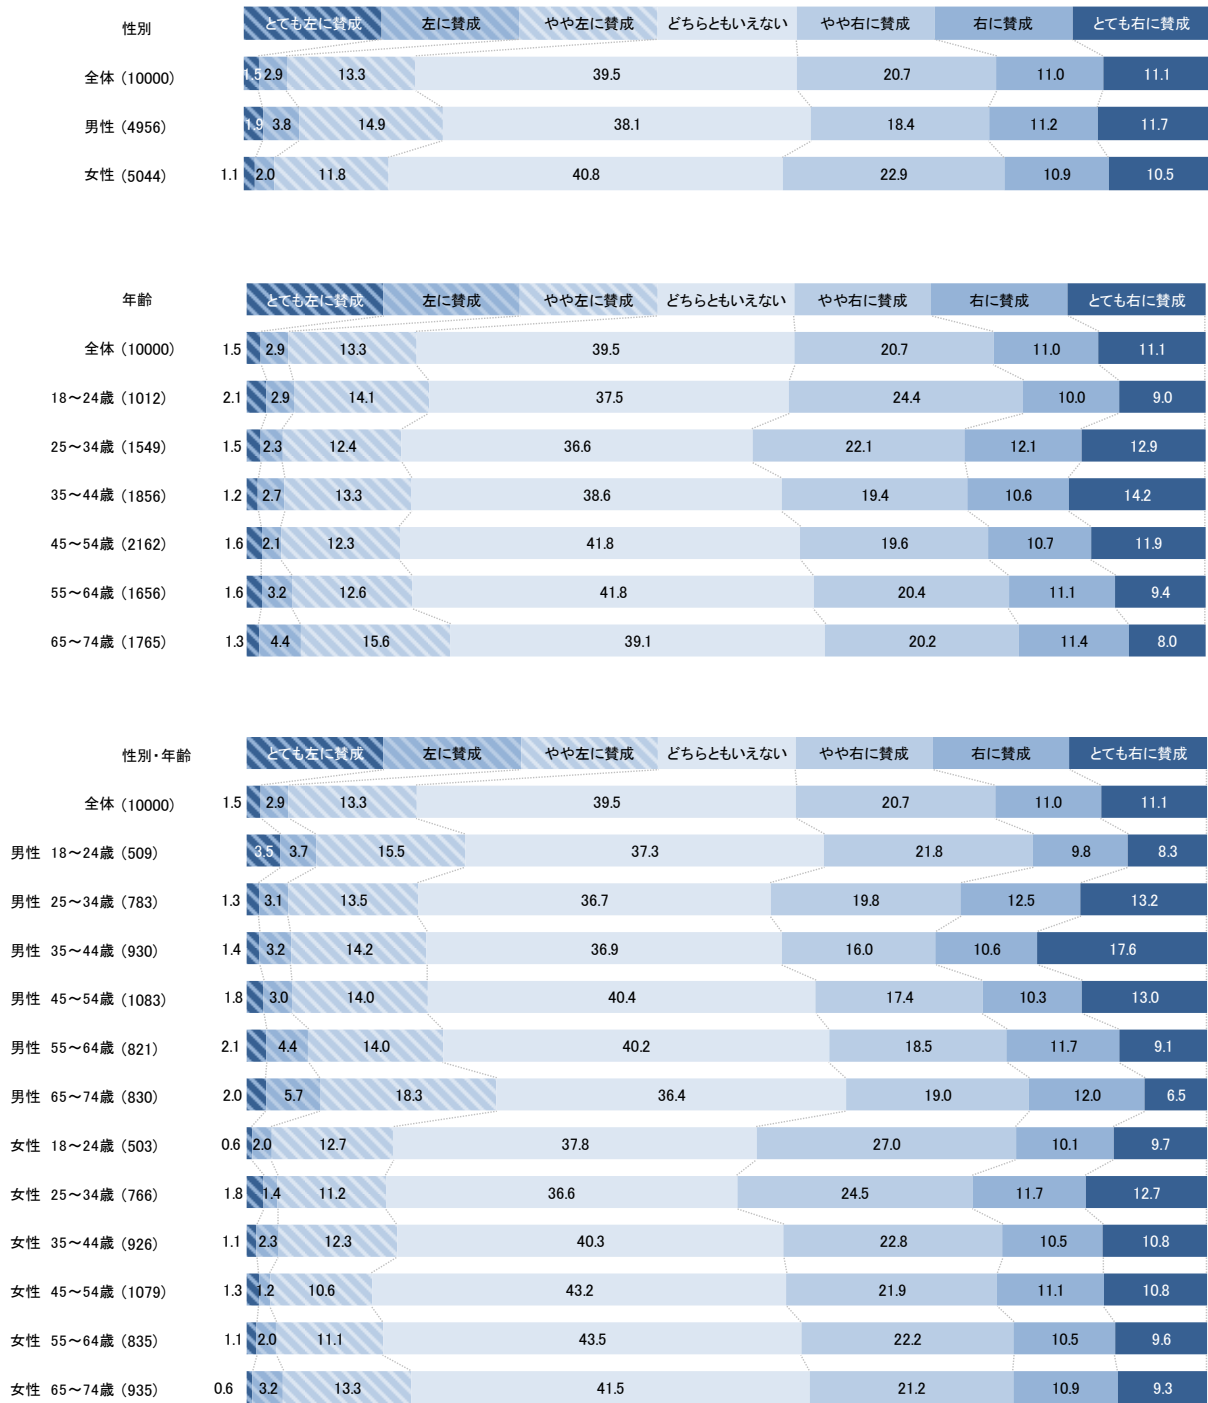 性別 とても左に賛成 左に賛成 やや左に賛成 どちらともいえない やや右に賛成 右に賛成 とても右に賛成
全体 (10000) 1.5 2.9 13.3 39.5 20.7 11.0 11.1
男性 (4956) 1.9 3.8 14.9 38.1 18.4 11.2 11.7
女性 (5044) 1.1 2.0 11.8 40.8 22.9 10.9 10.5
年齢 とても左に賛成 左に賛成 やや左に賛成 どちらともいえない やや右に賛成 右に賛成 とても右に賛成
全体 (10000) 1.5 2.9 13.3 39.5 20.7 11.0 11.1
18～24歳 (1012) 2.1 2.9 14.1 37.5 24.4 10.0 9.0
25～34歳 (1549) 1.5 2.3 12.4 36.6 22.1 12.1 12.9
35～44歳 (1856) 1.2 2.7 13.3 38.6 19.4 10.6 14.2
45～54歳 (2162) 1.6 2.1 12.3 41.8 19.6 10.7 11.9
55～64歳 (1656) 1.6 3.2 12.6 41.8 20.4 11.1 9.4
65～74歳 (1765) 1.3 4.4 15.6 39.1 20.2 11.4 8.0
性別・年齢 とても左に賛成 左に賛成 やや左に賛成 どちらともいえない やや右に賛成 右に賛成 とても右に賛成
全体 (10000) 1.5 2.9 13.3 39.5 20.7 11.0 11.1
男性 18～24歳 (509) 3.5 3.7 15.5 37.3 21.8 9.8 8.3
男性 25～34歳 (783) 1.3 3.1 13.5 36.7 19.8 12.5 13.2
男性 35～44歳 (930) 1.4 3.2 14.2 36.9 16.0 10.6 17.6
男性 45～54歳 (1083) 1.8 3.0 14.0 40.4 17.4 10.3 13.0
男性 55～64歳 (821) 2.1 4.4 14.0 40.2 18.5 11.7 9.1
男性 65～74歳 (830) 2.0 5.7 18.3 36.4 19.0 12.0 6.5
女性 18～24歳 (503) 0.6 2.0 12.7 37.8 27.0 10.1 9.7
女性 25～34歳 (766) 1.8 1.4 11.2 36.6 24.5 11.7 12.7
女性 35～44歳 (926) 1.1 2.3 12.3 40.3 22.8 10.5 10.8
女性 45～54歳 (1079) 1.3 1.2 10.6 43.2 21.9 11.1 10.8
女性 55～64歳 (835) 1.1 2.0 11.1 43.5 22.2 10.5 9.6
女性 65～74歳 (935) 0.6 3.2 13.3 41.5 21.2 10.9 9.3